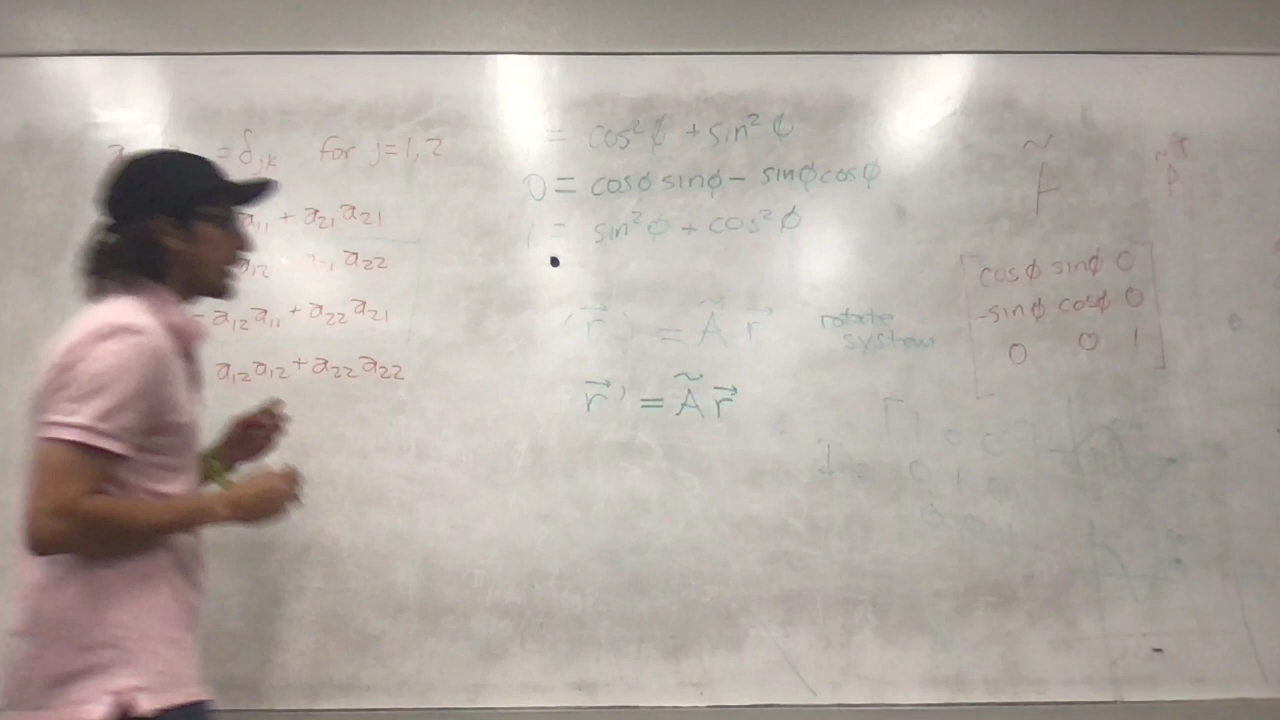 = δjk for j=1,2
a11 + a21 a21
a12 a22
= a12 a11 + a22 a21
a12 a12 + a22 a22
1 = cos²ϕ + sin²ϕ
0 = cosϕ sinϕ - sinϕ cosϕ
1 = sin²ϕ + cos²ϕ
(r⃗) = Ã r⃗ rotate
system
r⃗' = Ã r⃗
Ã
cosϕ sinϕ 0
-sinϕ cosϕ 0
0 0 1